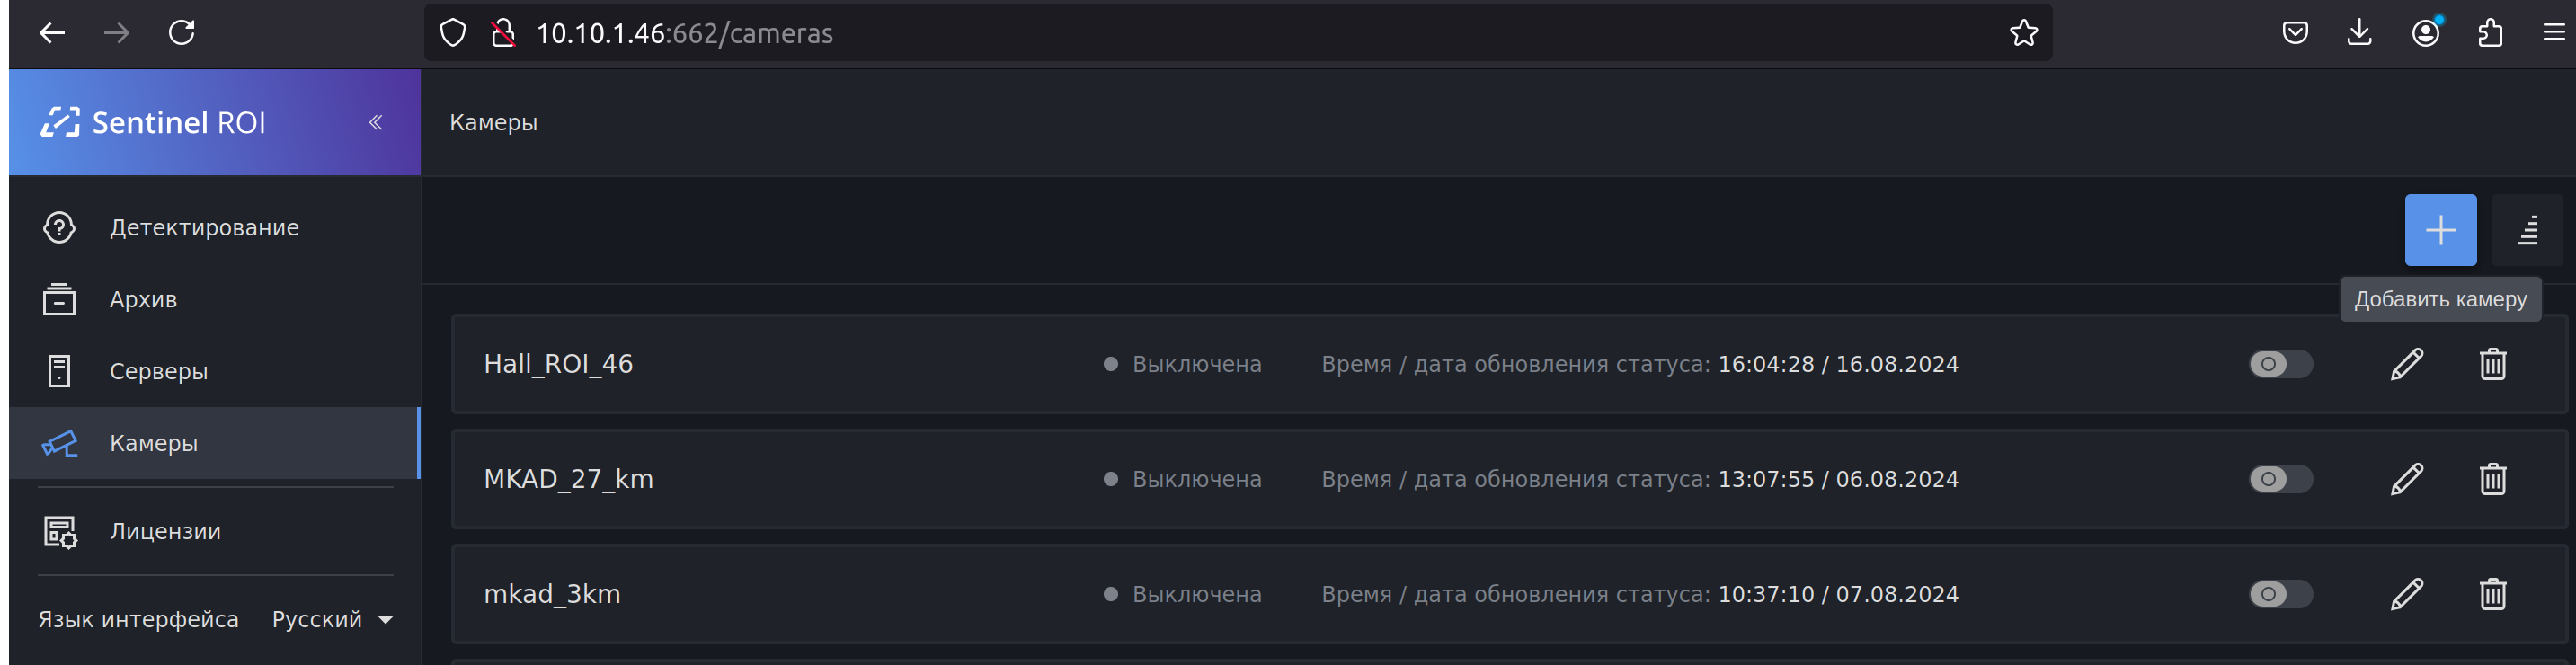 10.10.1.46:662/cameras
Sentinel ROI
Камеры
Детектирование
Архив
Серверы
Камеры
Лицензии
Язык интерфейса Русский
Добавить камеру
Hall_ROI_46 Выключена Время / дата обновления статуса: 16:04:28 / 16.08.2024
MKAD_27_km Выключена Время / дата обновления статуса: 13:07:55 / 06.08.2024
mkad_3km Выключена Время / дата обновления статуса: 10:37:10 / 07.08.2024